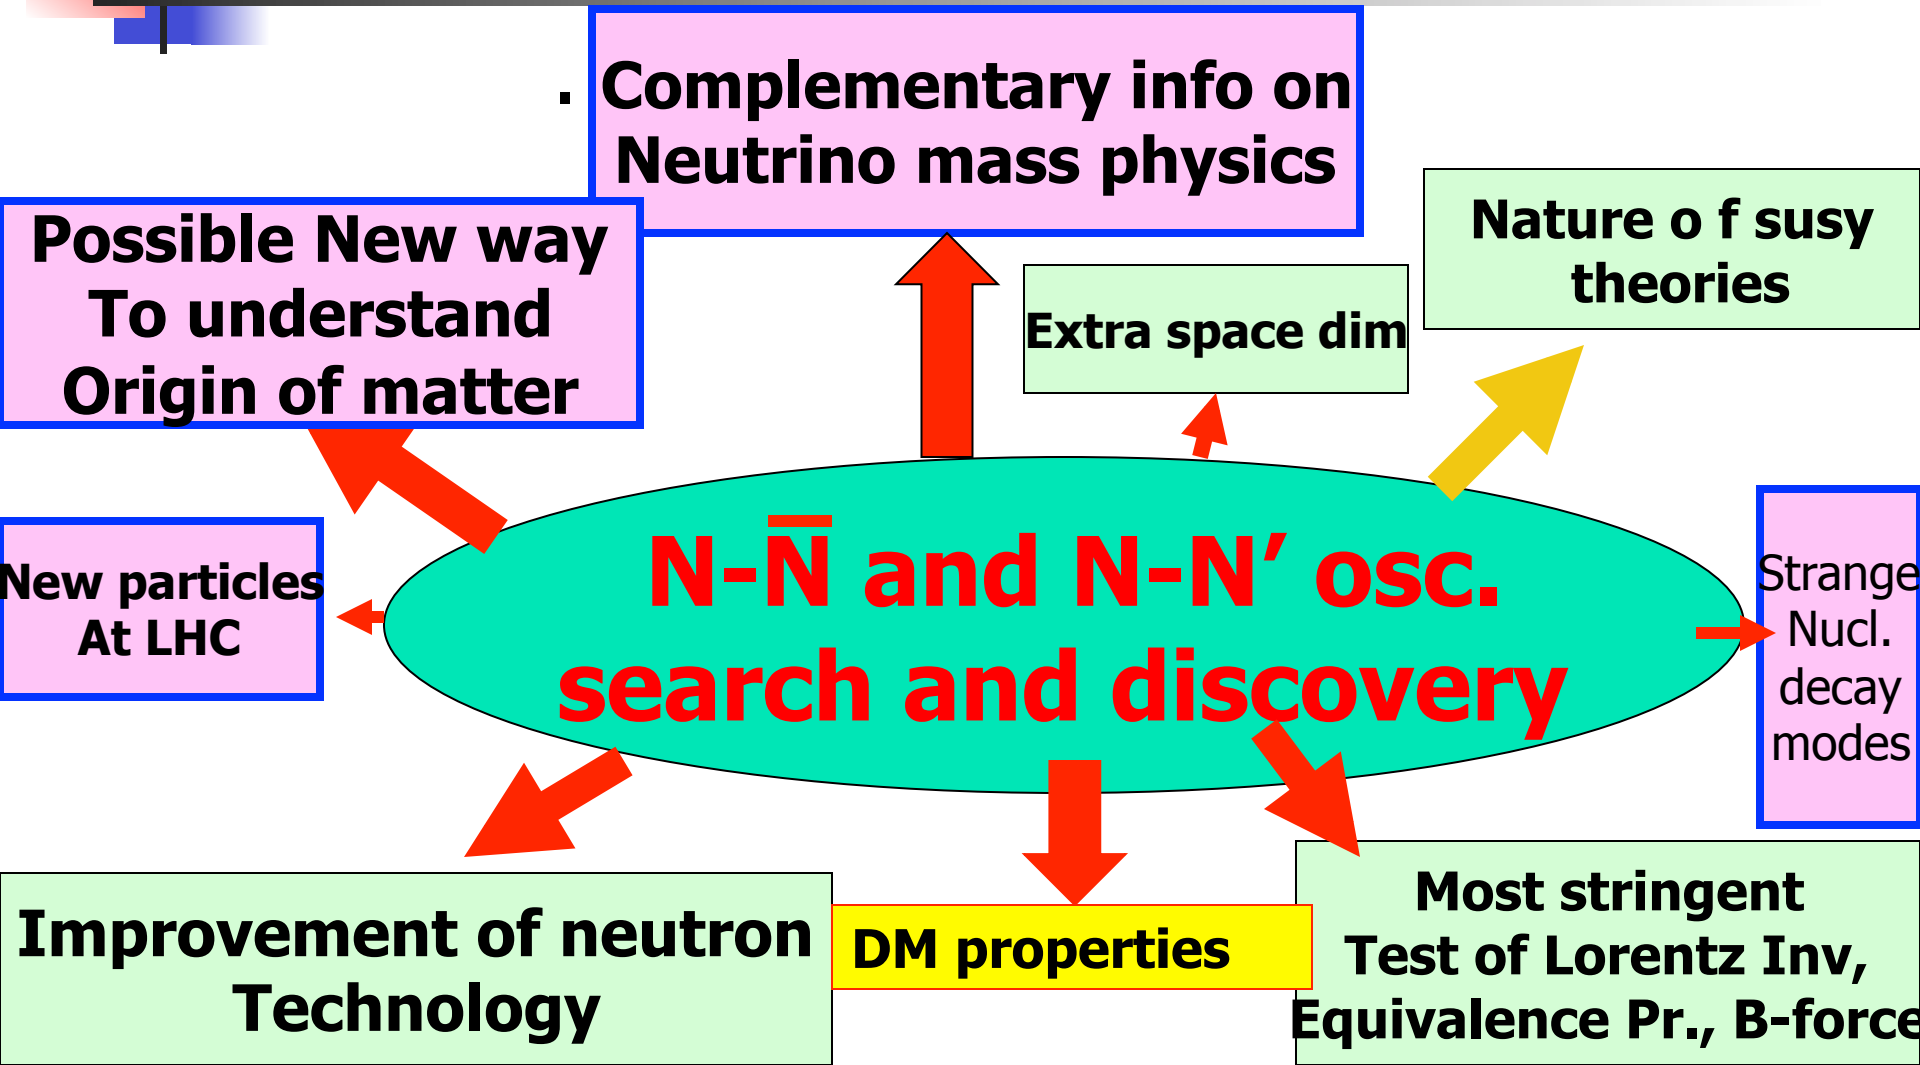 ▪ Complementary info on
Neutrino mass physics
Possible New way
To understand
Origin of matter
Nature o f susy
theories
Extra space dim
New particles
At LHC
N-N̅ and N-N’ osc.
search and discovery
Strange
Nucl.
decay
modes
Improvement of neutron
Technology
DM properties
Most stringent
Test of Lorentz Inv,
Equivalence Pr., B-force